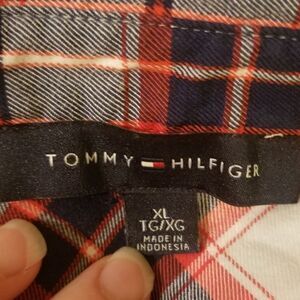 TOMMY HILFIGER
XL
TG/XG
MADE IN
INDONESIA